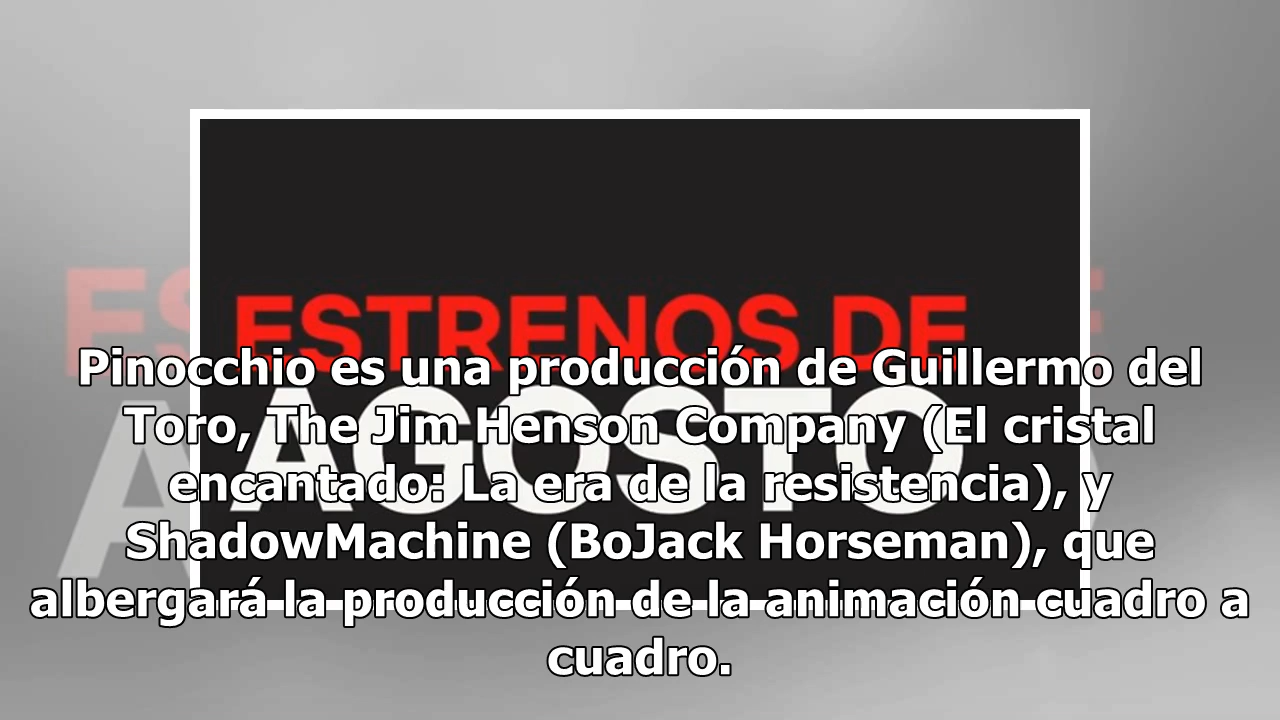 ESTRENOS DE
AGOSTO
Pinocchio es una producción de Guillermo del
Toro, The Jim Henson Company (El cristal
encantado: La era de la resistencia), y
ShadowMachine (BoJack Horseman), que
albergará la producción de la animación cuadro a
cuadro.